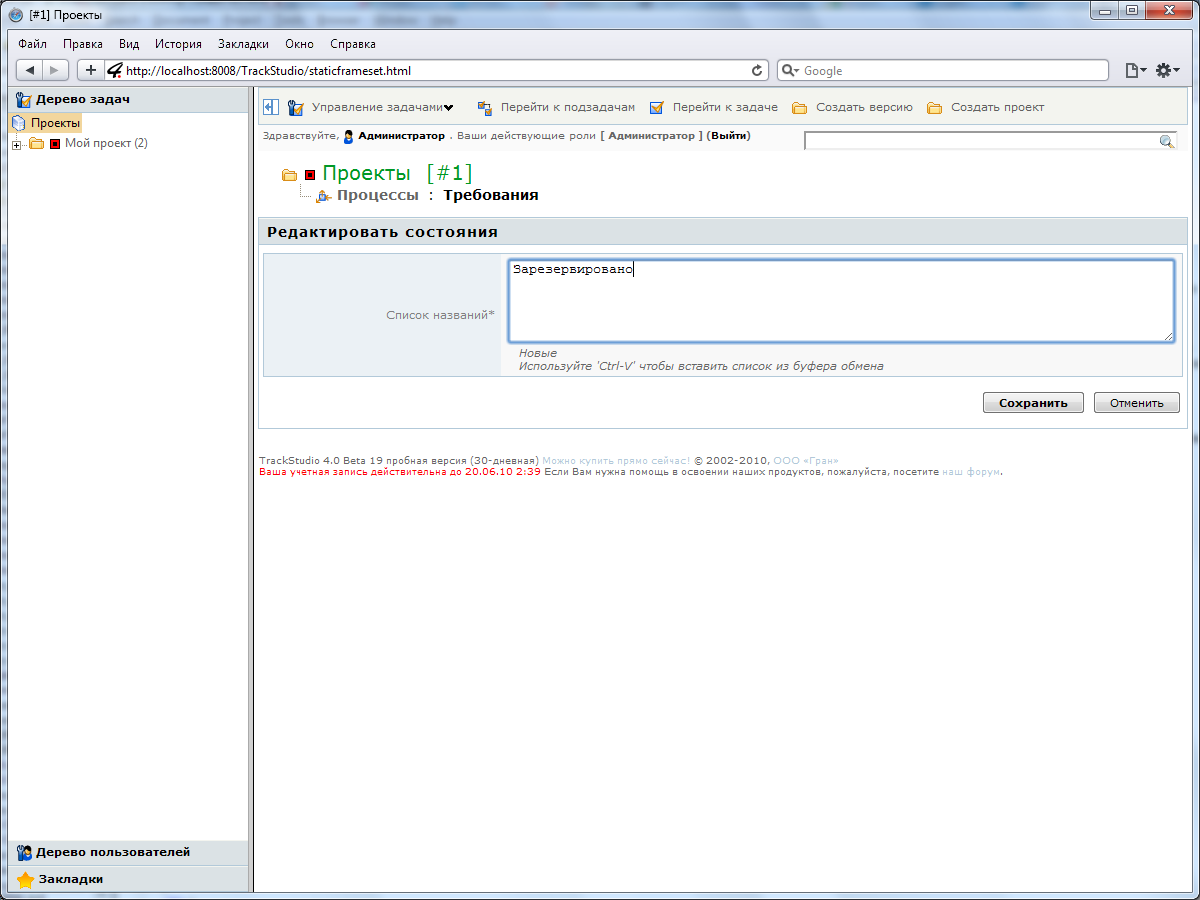 [#1] Проекты
Файл Правка Вид История Закладки Окно Справка
http://localhost:8008/TrackStudio/staticframeset.html
Google
Дерево задач
Проекты
Мой проект (2)
Управление задачами Перейти к подзадачам Перейти к задаче Создать версию Создать проект
Здравствуйте, Администратор . Ваши действующие роли [ Администратор ] (Выйти)
Проекты [#1]
Процессы : Требования
Редактировать состояния
Список названий*
Зарезервировано
Новые
Используйте 'Ctrl-V' чтобы вставить список из буфера обмена
Сохранить Отменить
TrackStudio 4.0 Beta 19 пробная версия (30-дневная) Можно купить прямо сейчас! © 2002-2010, ООО «Гран»
Ваша учетная запись действительна до 20.06.10 2:39 Если Вам нужна помощь в освоении наших продуктов, пожалуйста, посетите наш форум.
Дерево пользователей
Закладки